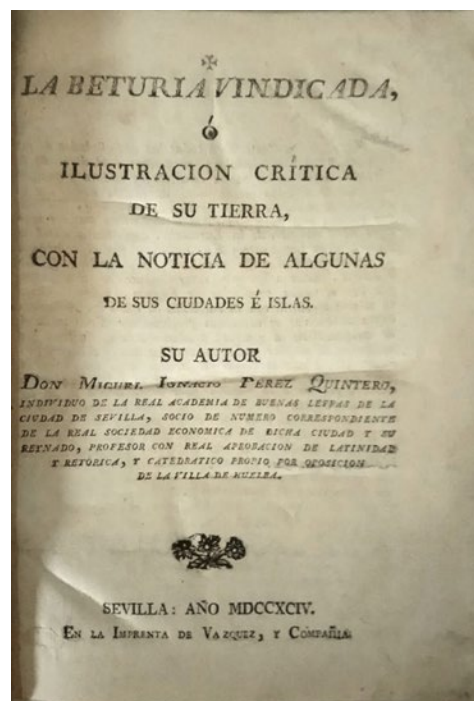 LA BETURIA VINDICADA,
ó
ILUSTRACION CRÍTICA
DE SU TIERRA,
CON LA NOTICIA DE ALGUNAS
DE SUS CIUDADES É ISLAS.
SU AUTOR
DON MIGUEL IGNACIO PEREZ QUINTERO,
INDIVIDUO DE LA REAL ACADEMIA DE BUENAS LETRAS DE LA
CIUDAD DE SEVILLA, SOCIO DE NUMERO CORRESPONDIENTE
DE LA REAL SOCIEDAD ECONOMICA DE DICHA CIUDAD Y SU
REYNADO, PROFESOR CON REAL APROBACION DE LATINIDAD
Y RETÓRICA, Y CATEDRATICO PROPIO POR OPOSICION
DE LA VILLA DE HUELBA.
SEVILLA: AÑO MDCCXCIV.
EN LA IMPRENTA DE VAZQUEZ, Y COMPAÑIA.